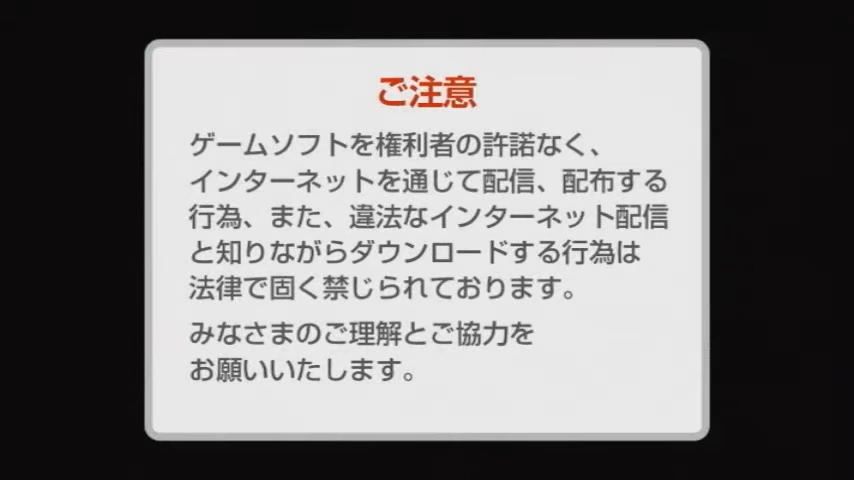 ご注意
ゲームソフトを権利者の許諾なく、
インターネットを通じて配信、配布する
行為、また、違法なインターネット配信
と知りながらダウンロードする行為は
法律で固く禁じられております。
みなさまのご理解とご協力を
お願いいたします。